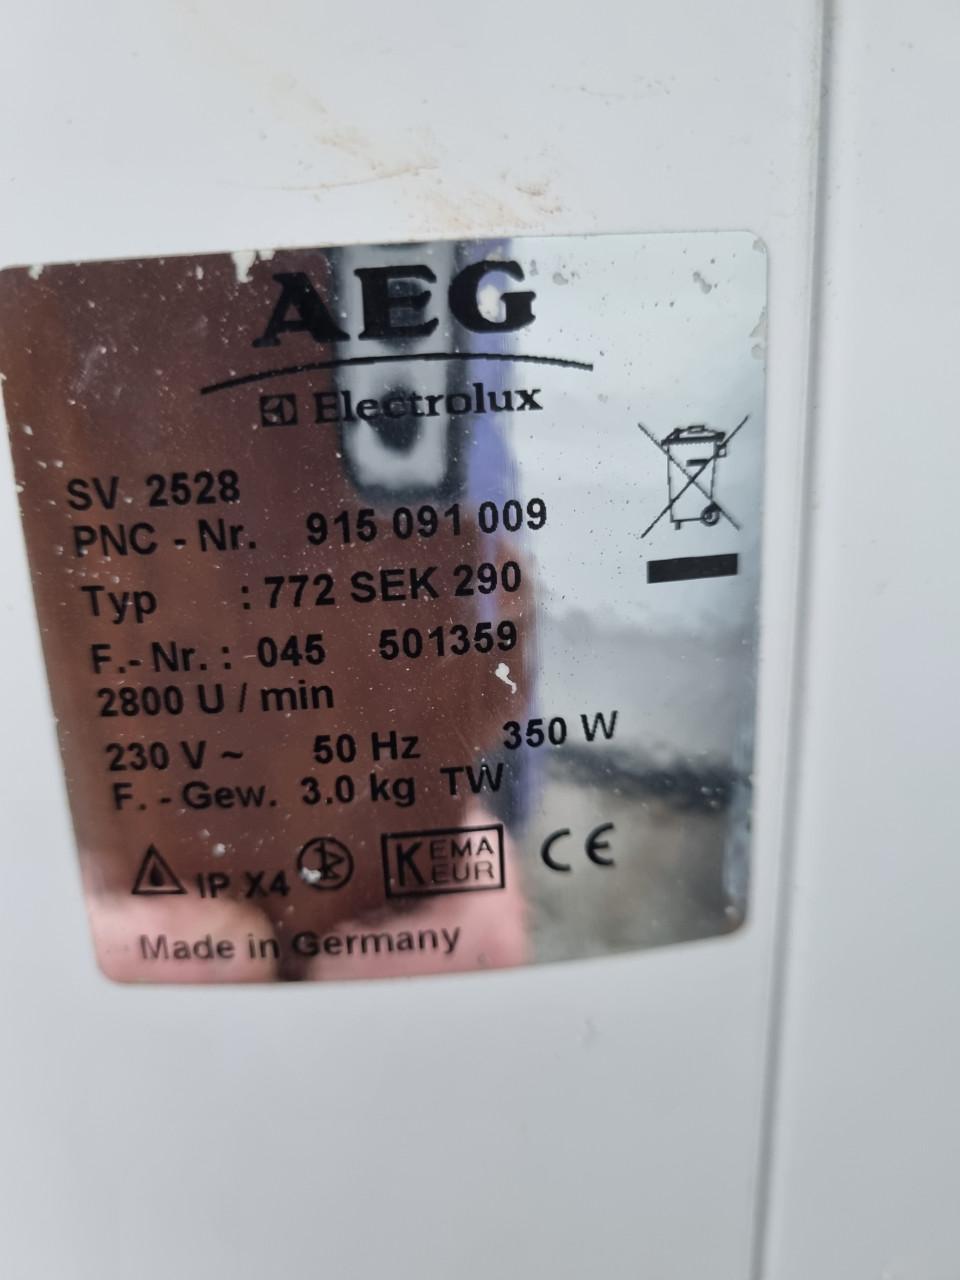 AEG
Electrolux
SV 2528
PNC - Nr. 915 091 009
Typ : 772 SEK 290
F.- Nr. : 045 501359
2800 U / min
230 V ~ 50 Hz 350 W
F. - Gew. 3.0 kg TW
IP X4 KEMA EUR CE
Made in Germany